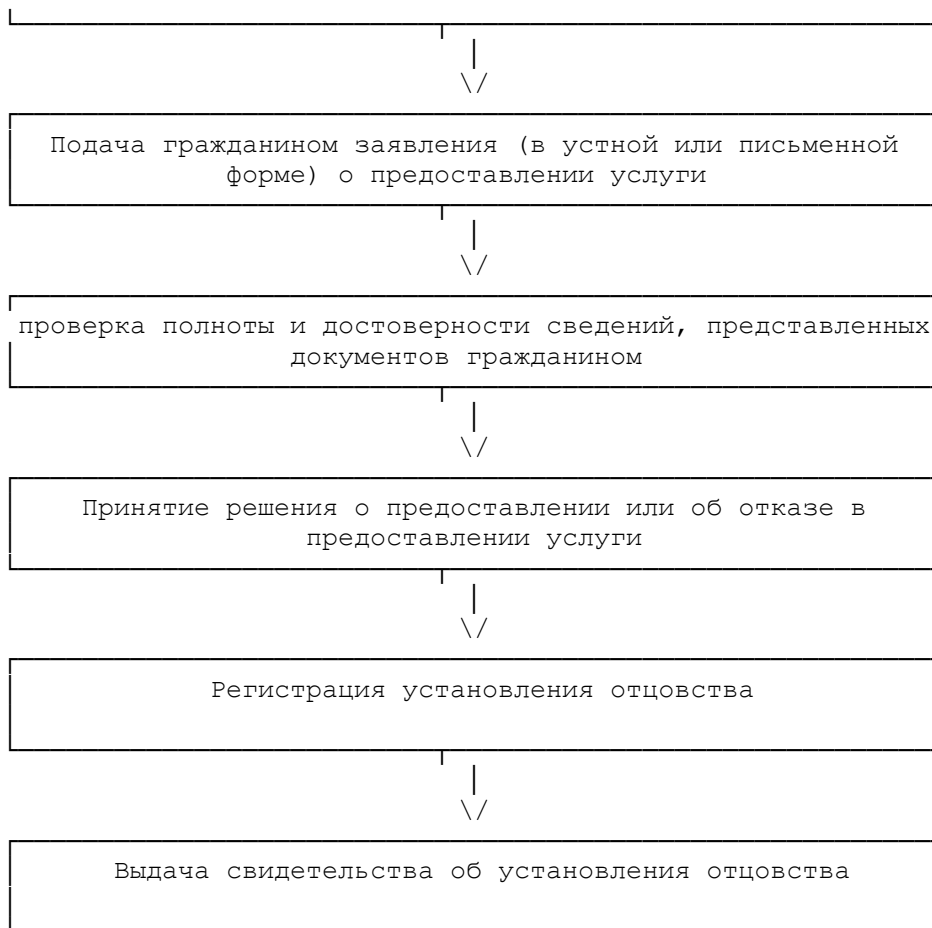 Подача гражданином заявления (в устной или письменной
форме) о предоставлении услуги
проверка полноты и достоверности сведений, представленных
документов гражданином
Принятие решения о предоставлении или об отказе в
предоставлении услуги
Регистрация установления отцовства
Выдача свидетельства об установления отцовства